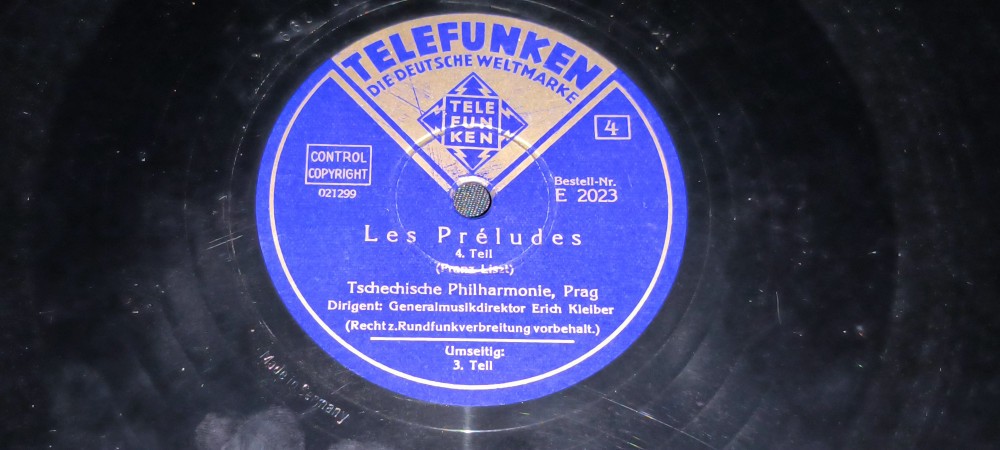 TELEFUNKEN
DIE DEUTSCHE WELTMARKE
TELE
FUN
KEN
4
CONTROL
COPYRIGHT
021299
Bestell-Nr.
E 2023
Les Préludes
4. Teil
(Franz Liszt)
Tschechische Philharmonie, Prag
Dirigent: Generalmusikdirektor Erich Kleiber
(Recht z.Rundfunkverbreitung vorbehalt.)
Umseitig:
3. Teil
Made in Germany